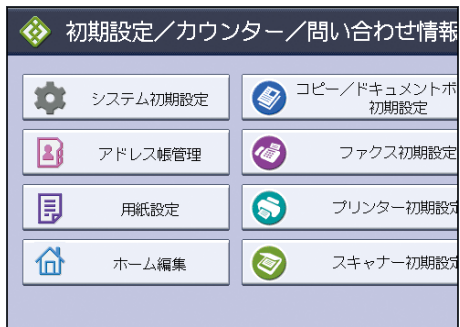 初期設定／カウンター／問い合わせ情報
システム初期設定
コピー／ドキュメントボ
初期設定
アドレス帳管理
ファクス初期設定
用紙設定
プリンター初期設定
ホーム編集
スキャナー初期設定